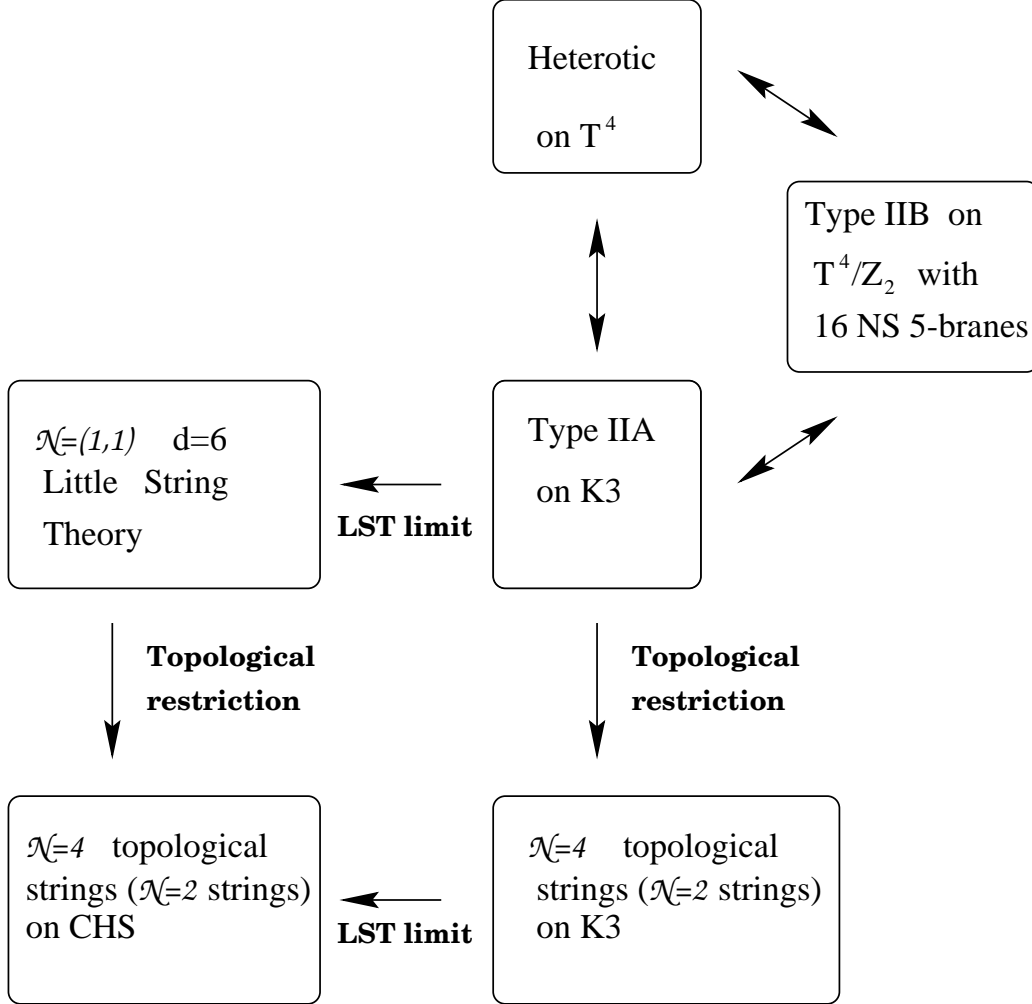 Heterotic
on T^4
Type IIB on
T^4/Z_2 with
16 NS 5-branes
N=(1,1) d=6
Little String
Theory
LST limit
Type IIA
on K3
Topological
restriction
Topological
restriction
N=4 topological
strings (N=2 strings)
on CHS
LST limit
N=4 topological
strings (N=2 strings)
on K3